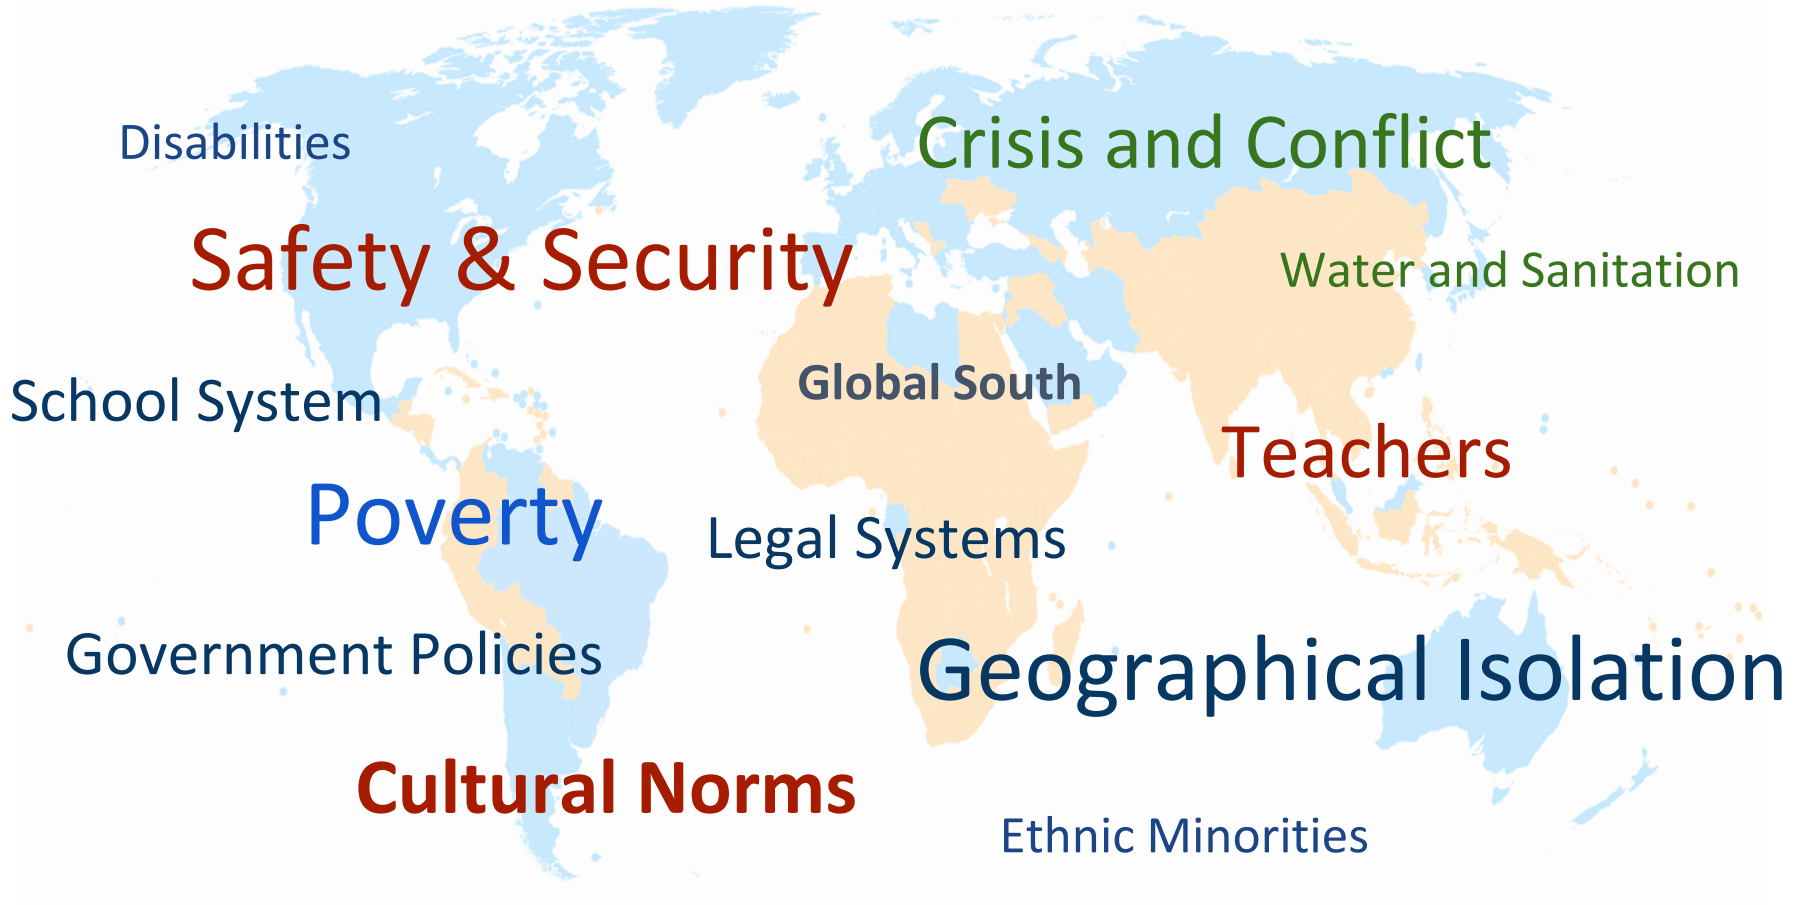 Disabilities
Crisis and Conflict
Safety & Security
Water and Sanitation
Global South
School System
Teachers
Poverty
Legal Systems
Government Policies
Geographical Isolation
Cultural Norms
Ethnic Minorities